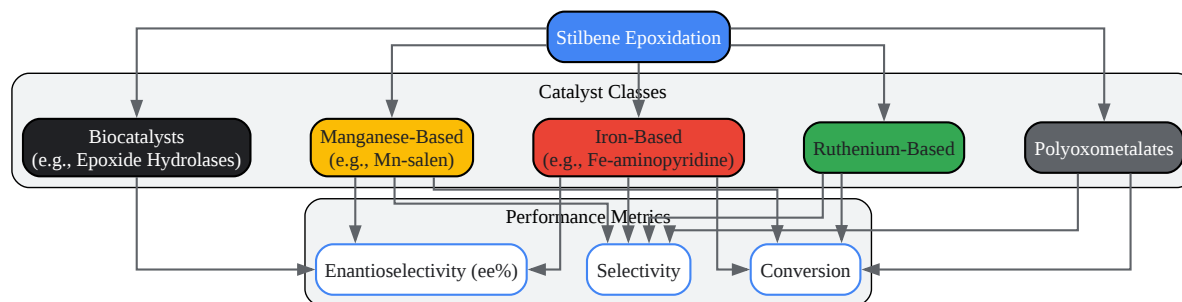 Stilbene Epoxidation
Catalyst Classes
Biocatalysts
(e.g., Epoxide Hydrolases)
Manganese-Based
(e.g., Mn-salen)
Iron-Based
(e.g., Fe-aminopyridine)
Ruthenium-Based
Polyoxometalates
Performance Metrics
Enantioselectivity (ee%)
Selectivity
Conversion